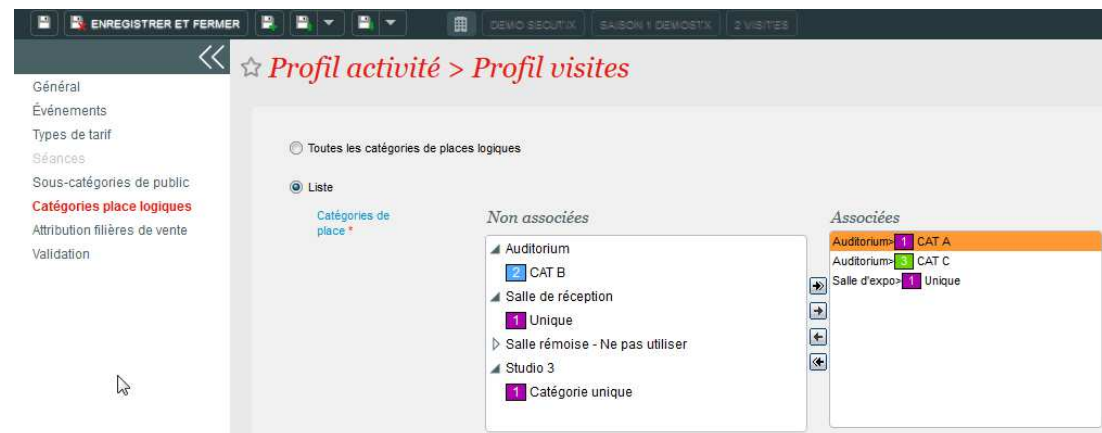 ENREGISTRER ET FERMER DEMO SECUTIX SAISON 1 DEMOSTX 2 VISITES
Profil activité > Profil visites
Général
Événements
Types de tarif
Séances
Sous-catégories de public
Catégories place logiques
Attribution filières de vente
Validation
Toutes les catégories de places logiques
Liste
Catégories de
place *
Non associées
Auditorium
2 CAT B
Salle de réception
1 Unique
Salle rémoise - Ne pas utiliser
Studio 3
1 Catégorie unique
Associées
Auditorium>1 CAT A
Auditorium>3 CAT C
Salle d'expo>1 Unique